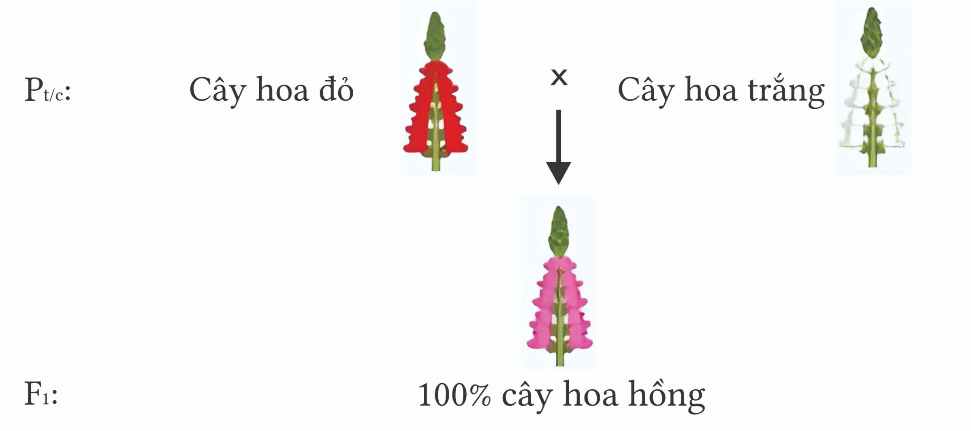 Pt/c: Cây hoa đỏ x Cây hoa trắng
F1: 100% cây hoa hồng